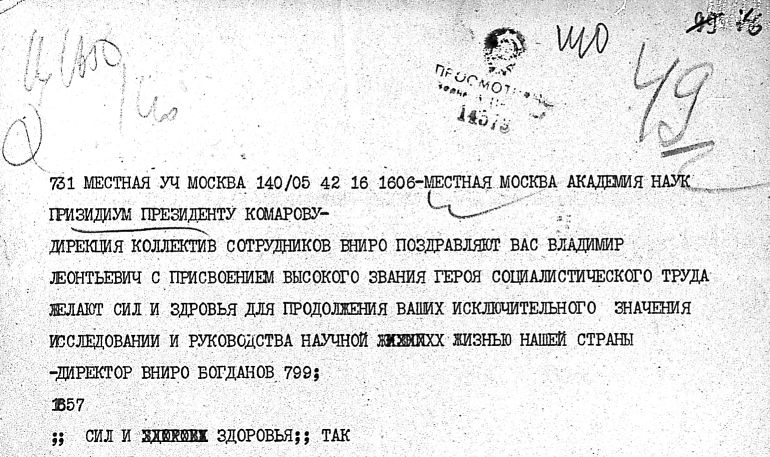 49
ПРОСМОТРЕНО
14573
731 МЕСТНАЯ УЧ МОСКВА 140/05 42 16 1606-МЕСТНАЯ МОСКВА АКАДЕМИЯ НАУК
ПРИЗИДИУМ ПРЕЗИДЕНТУ КОМАРОВУ-
ДИРЕКЦИЯ КОЛЛЕКТИВ СОТРУДНИКОВ ВНИРО ПОЗДРАВЛЯЮТ ВАС ВЛАДИМИР
ЛЕОНТЬЕВИЧ С ПРИСВОЕНИЕМ ВЫСОКОГО ЗВАНИЯ ГЕРОЯ СОЦИАЛИСТИЧЕСКОГО ТРУДА
ЖЕЛАЮТ СИЛ И ЗДРОВЬЯ ДЛЯ ПРОДОЛЖЕНИЯ ВАШИХ ИСКЛЮЧИТЕЛЬНОГО ЗНАЧЕНИЯ
ИССЛЕДОВАНИИ И РУКОВОДСТВА НАУЧНОЙ ЖИЗНЬЮ НАШЕЙ СТРАНЫ
-ДИРЕКТОР ВНИРО БОГДАНОВ 799;
1657
;; СИЛ И ЗДОРОВЬЯ;; ТАК